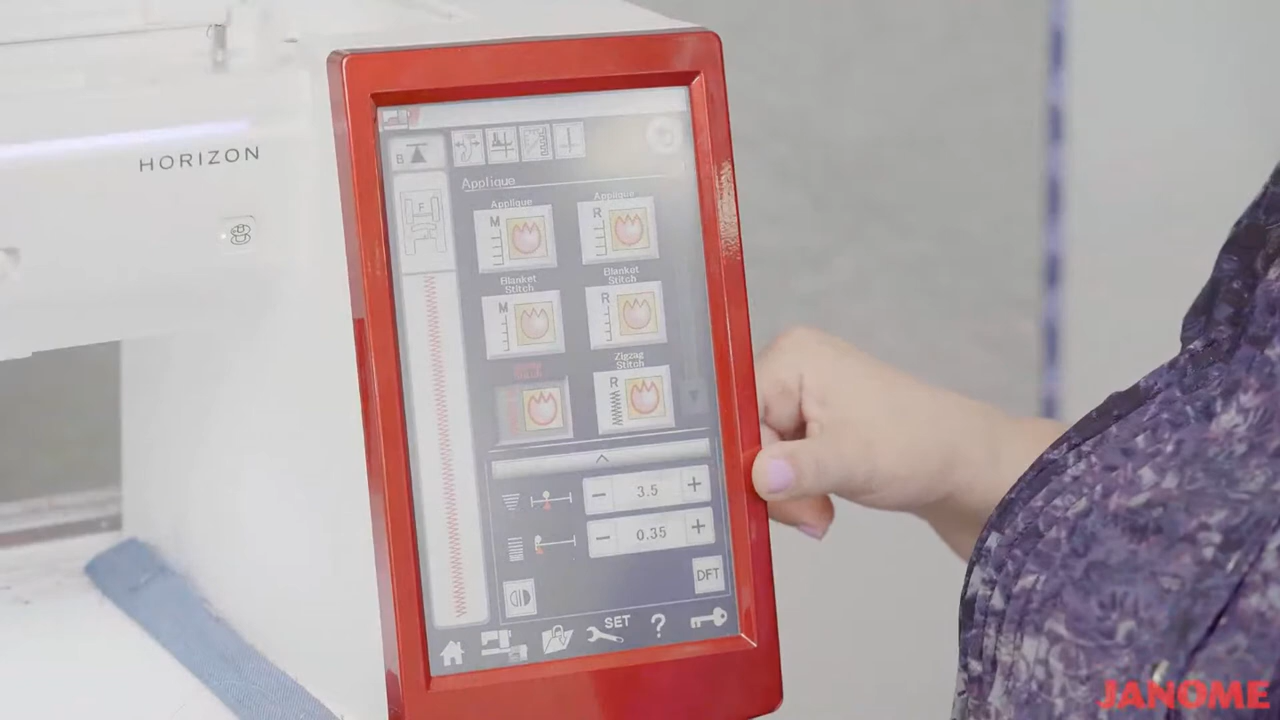 HORIZON
B
F
Applique
Applique
Applique
M
R
Blanket
Stitch
Blanket
Stitch
M
R
Zigzag
Stitch
R
− 3.5 +
− 0.35 +
DFT
SET
?
JANOME